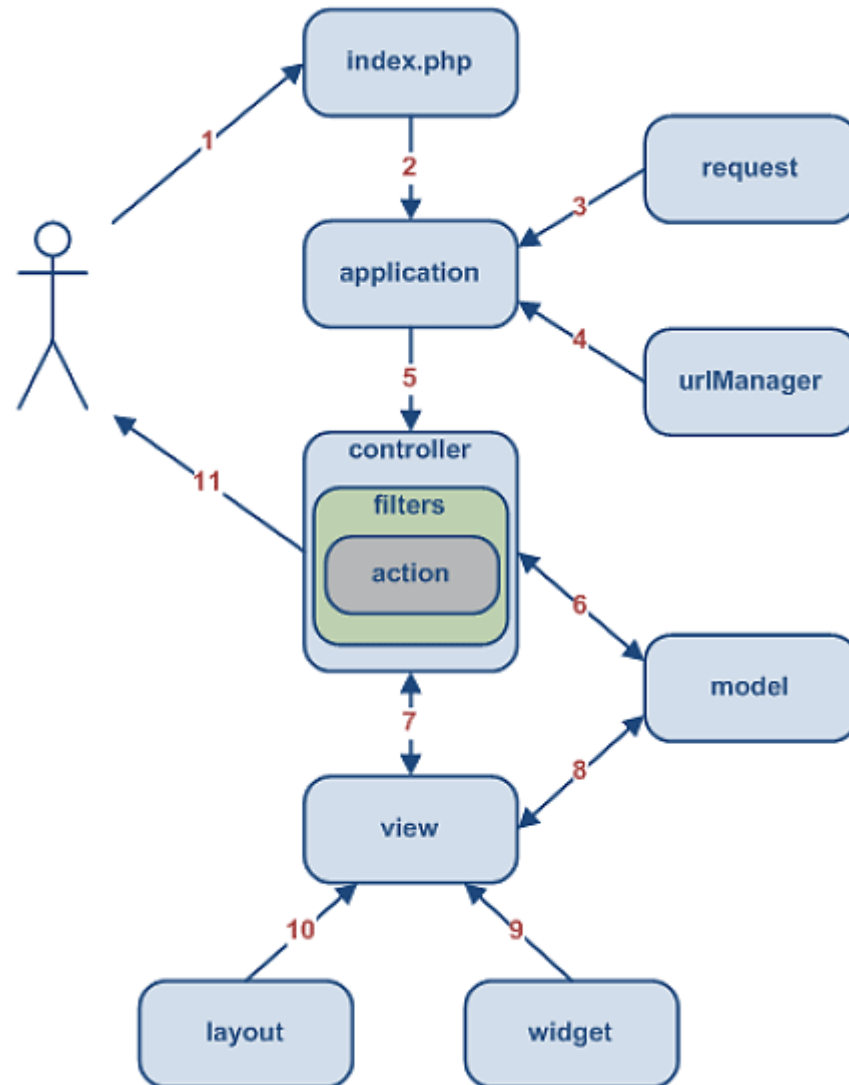 index.php
1
2
request
3
application
4
urlManager
5
controller
filters
11
action
6
model
7
8
view
10
9
layout
widget